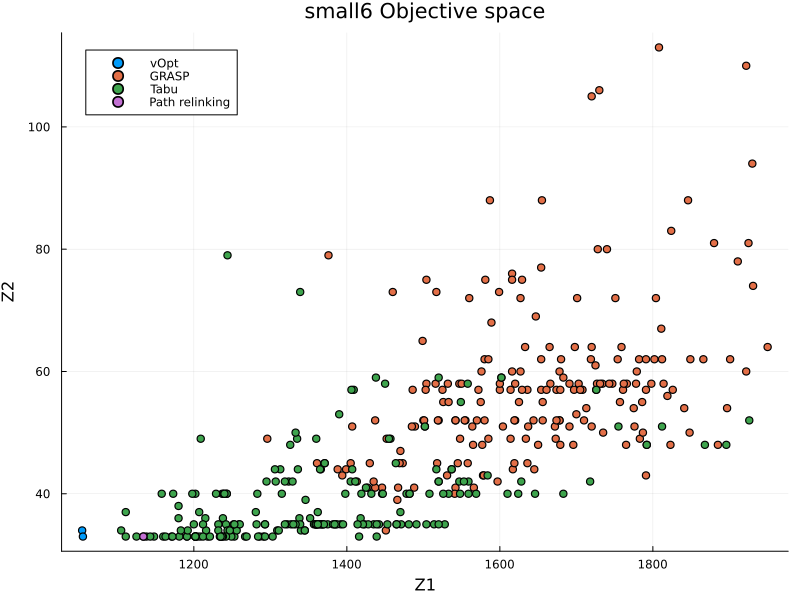 small6 Objective space
vOpt
GRASP
Tabu
Path relinking
Z2
100
80
60
40
1200
1400
1600
1800
Z1